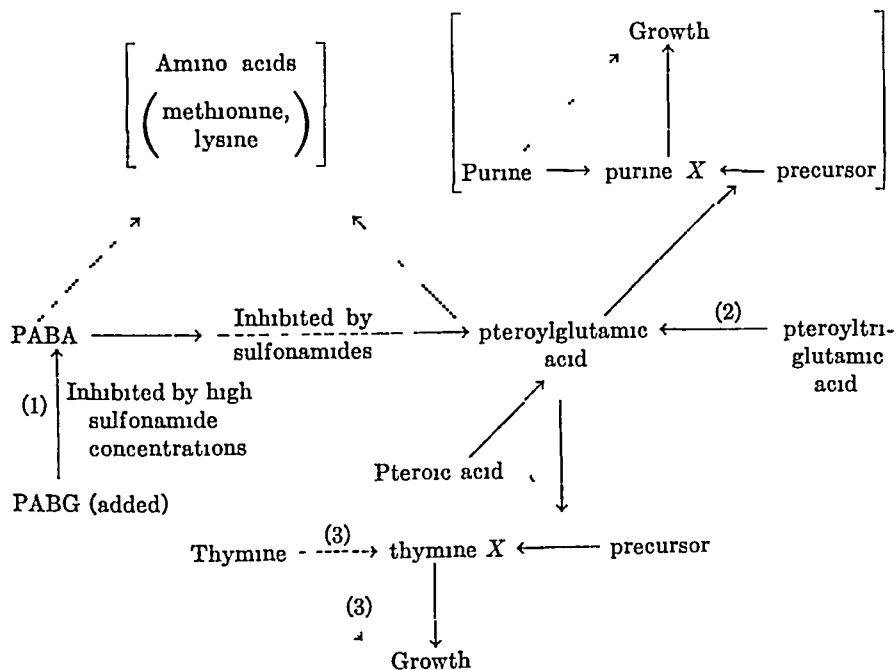 Growth
Amino acids
(methionine,
lysine)
Purine
purine X
precursor
PABA
Inhibited by
sulfonamides
pteroylglutamic
acid
(2)
pteroyltri-
glutamic
acid
(1)
Inhibited by high
sulfonamide
concentrations
Pteroic acid
PABG (added)
Thymine
(3)
thymine X
precursor
(3)
Growth